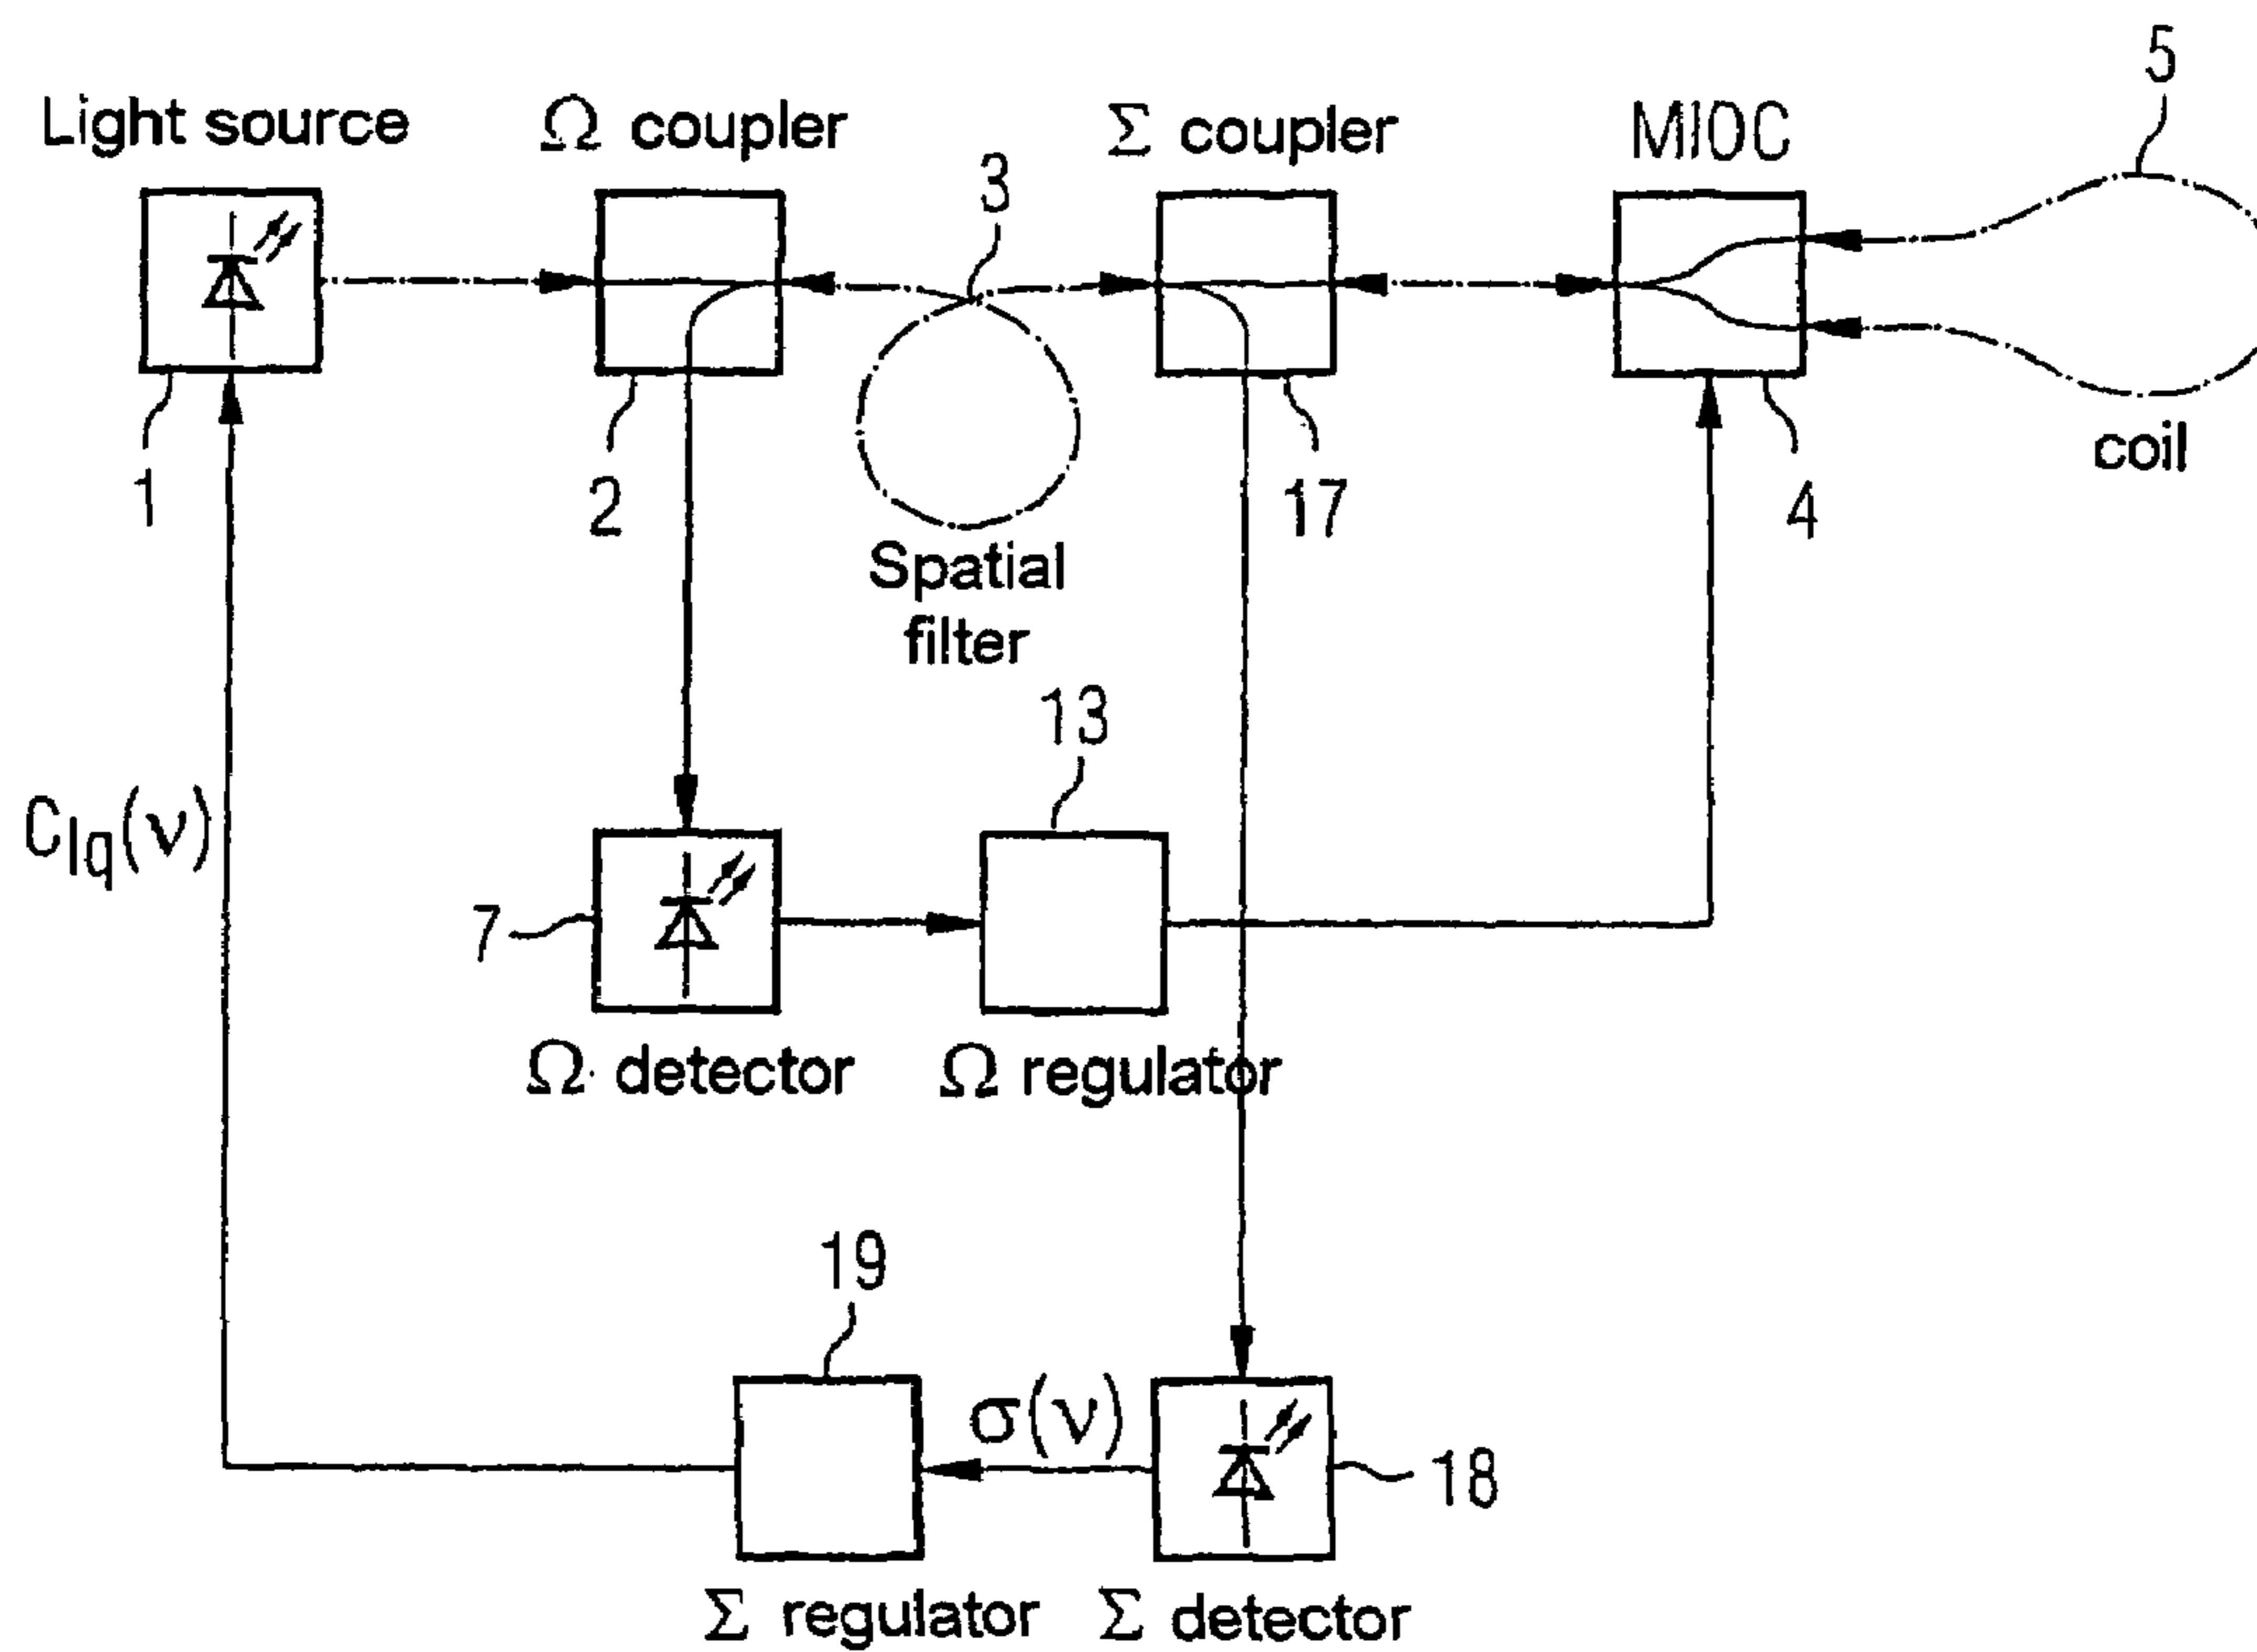 5
Light source
Ω coupler
Σ coupler
MIOC
3
1
2
17
4
coil
Spatial
filter
13
C_lq(ν)
7
Ω detector
Ω regulator
19
σ(ν)
18
Σ regulator
Σ detector